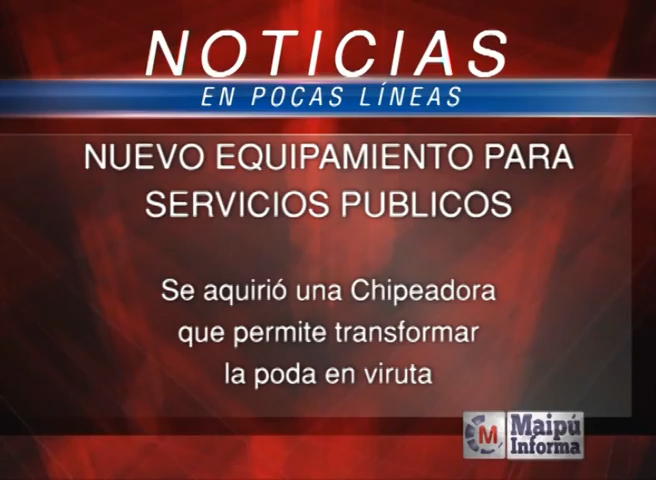 NOTICIAS
EN POCAS LÍNEAS
NUEVO EQUIPAMIENTO PARA
SERVICIOS PUBLICOS
Se aquirió una Chipeadora
que permite transformar
la poda en viruta
M Maipú
Informa